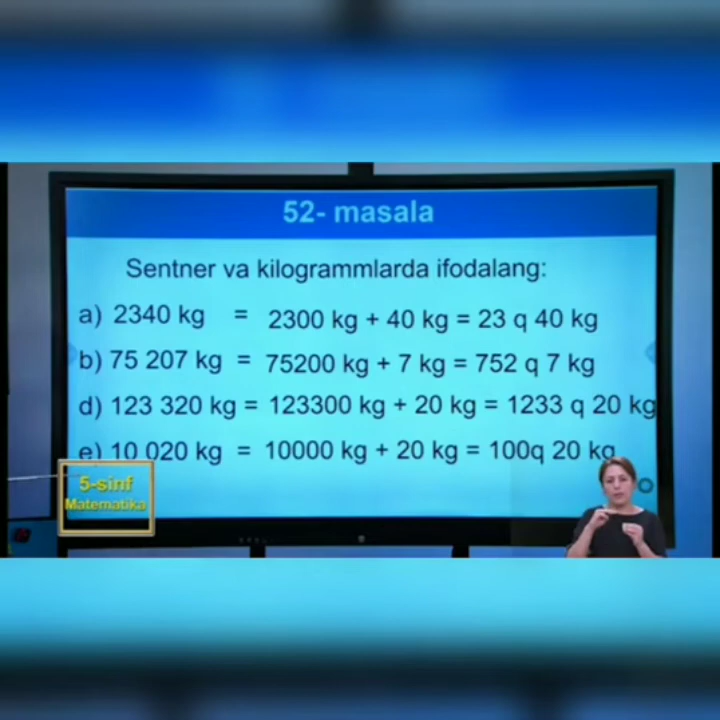 52- masala
Sentner va kilogrammlarda ifodalang:
a) 2340 kg = 2300 kg + 40 kg = 23 q 40 kg
b) 75 207 kg = 75200 kg + 7 kg = 752 q 7 kg
d) 123 320 kg = 123300 kg + 20 kg = 1233 q 20 kg
e) 10 020 kg = 10000 kg + 20 kg = 100q 20 kg
5-sinf
Matematika